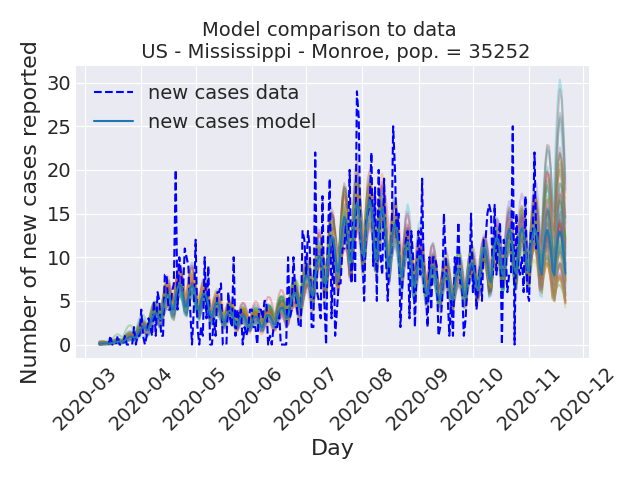 Model comparison to data
US - Mississippi - Monroe, pop. = 35252
Number of new cases reported
30
25
20
15
10
5
0
new cases data
new cases model
2020-03
2020-04
2020-05
2020-06
2020-07
2020-08
2020-09
2020-10
2020-11
2020-12
Day